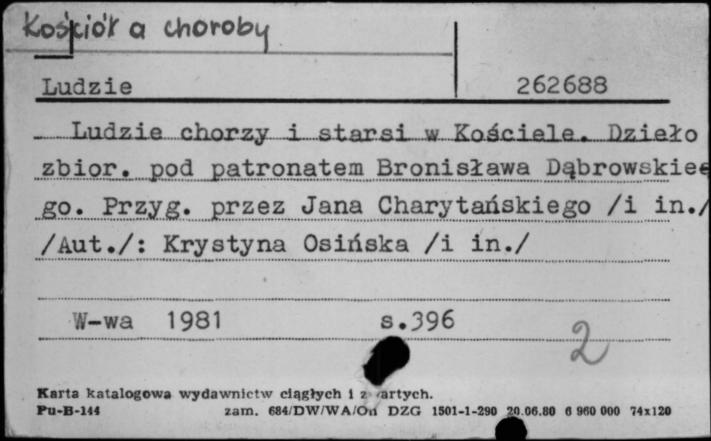 Kościół a choroby
Ludzie 262688
Ludzie chorzy i starsi w Kościele. Dzieło
zbior. pod patronatem Bronisława Dąbrowskie
go. Przyg. przez Jana Charytańskiego /i in./
/Aut./: Krystyna Osińska /i in./
W-wa 1981 s.396
2
Karta katalogowa wydawnictw ciągłych i
Pu-B-144 zam. 684/DW/WA/On DZG 1501-1-290 20.06.80 6 960 000 74x120